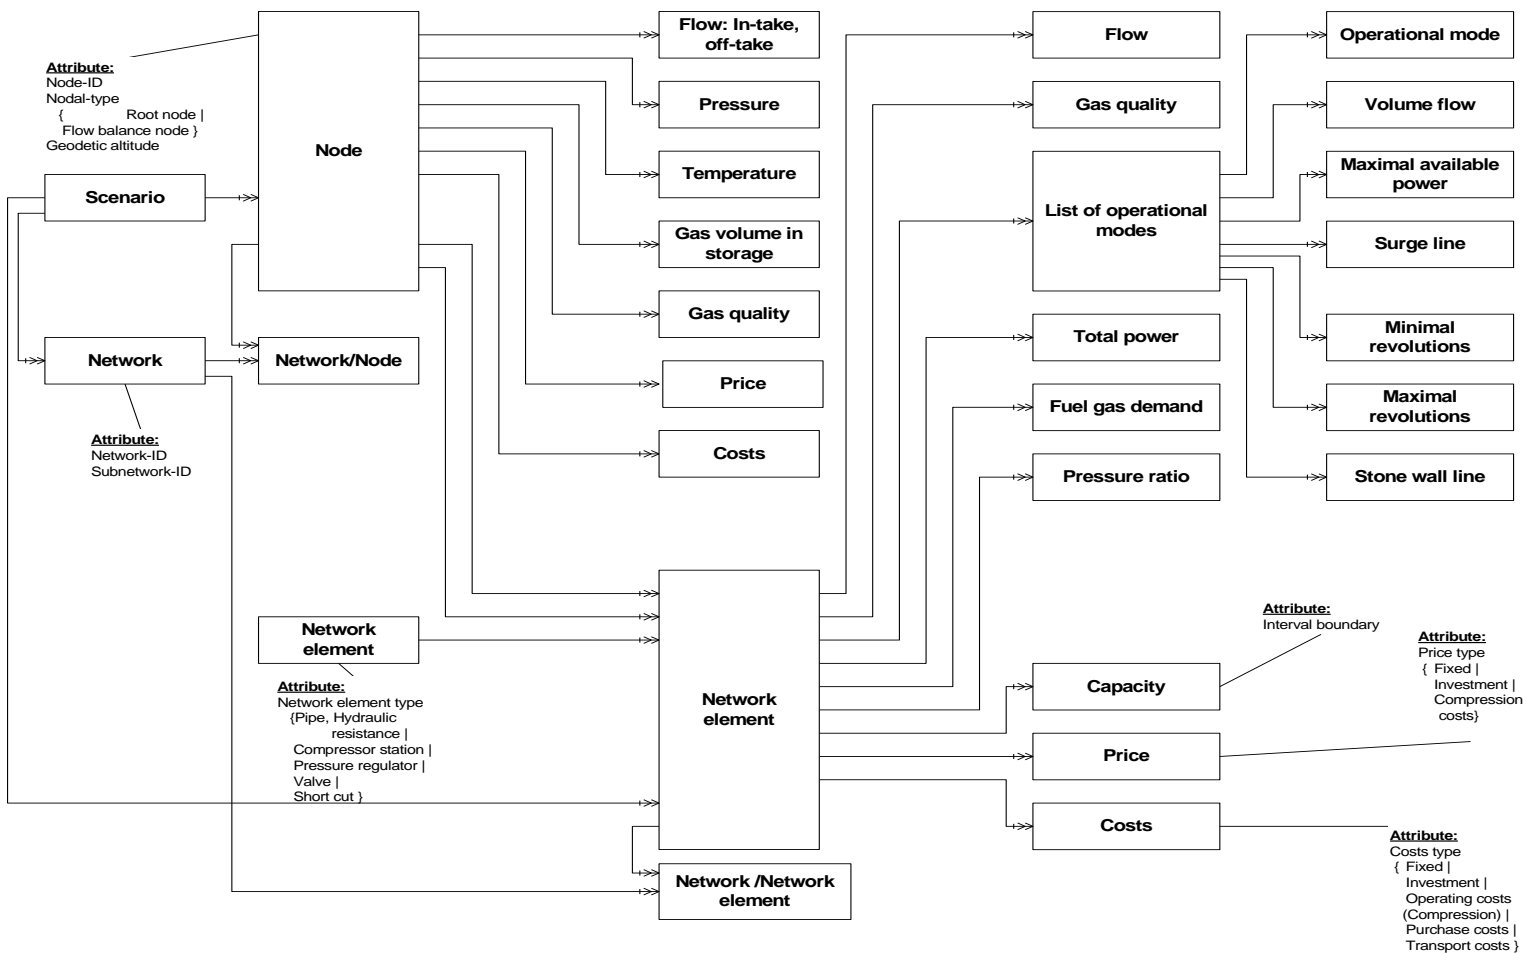 Attribute:
Node-ID
Nodal-type
{ Root node |
Flow balance node }
Geodetic altitude
Scenario
Network
Attribute:
Network-ID
Subnetwork-ID
Node
Network/Node
Network
element
Attribute:
Network element type
{Pipe, Hydraulic
resistance |
Compressor station |
Pressure regulator |
Valve |
Short cut }
Flow: In-take,
off-take
Pressure
Temperature
Gas volume in
storage
Gas quality
Price
Costs
Network
element
Network /Network
element
Flow
Gas quality
List of operational
modes
Total power
Fuel gas demand
Pressure ratio
Capacity
Price
Costs
Operational mode
Volume flow
Maximal available
power
Surge line
Minimal
revolutions
Maximal
revolutions
Stone wall line
Attribute:
Interval boundary
Attribute:
Price type
{ Fixed |
Investment |
Compression
costs}
Attribute:
Costs type
{ Fixed |
Investment |
Operating costs
(Compression) |
Purchase costs |
Transport costs }